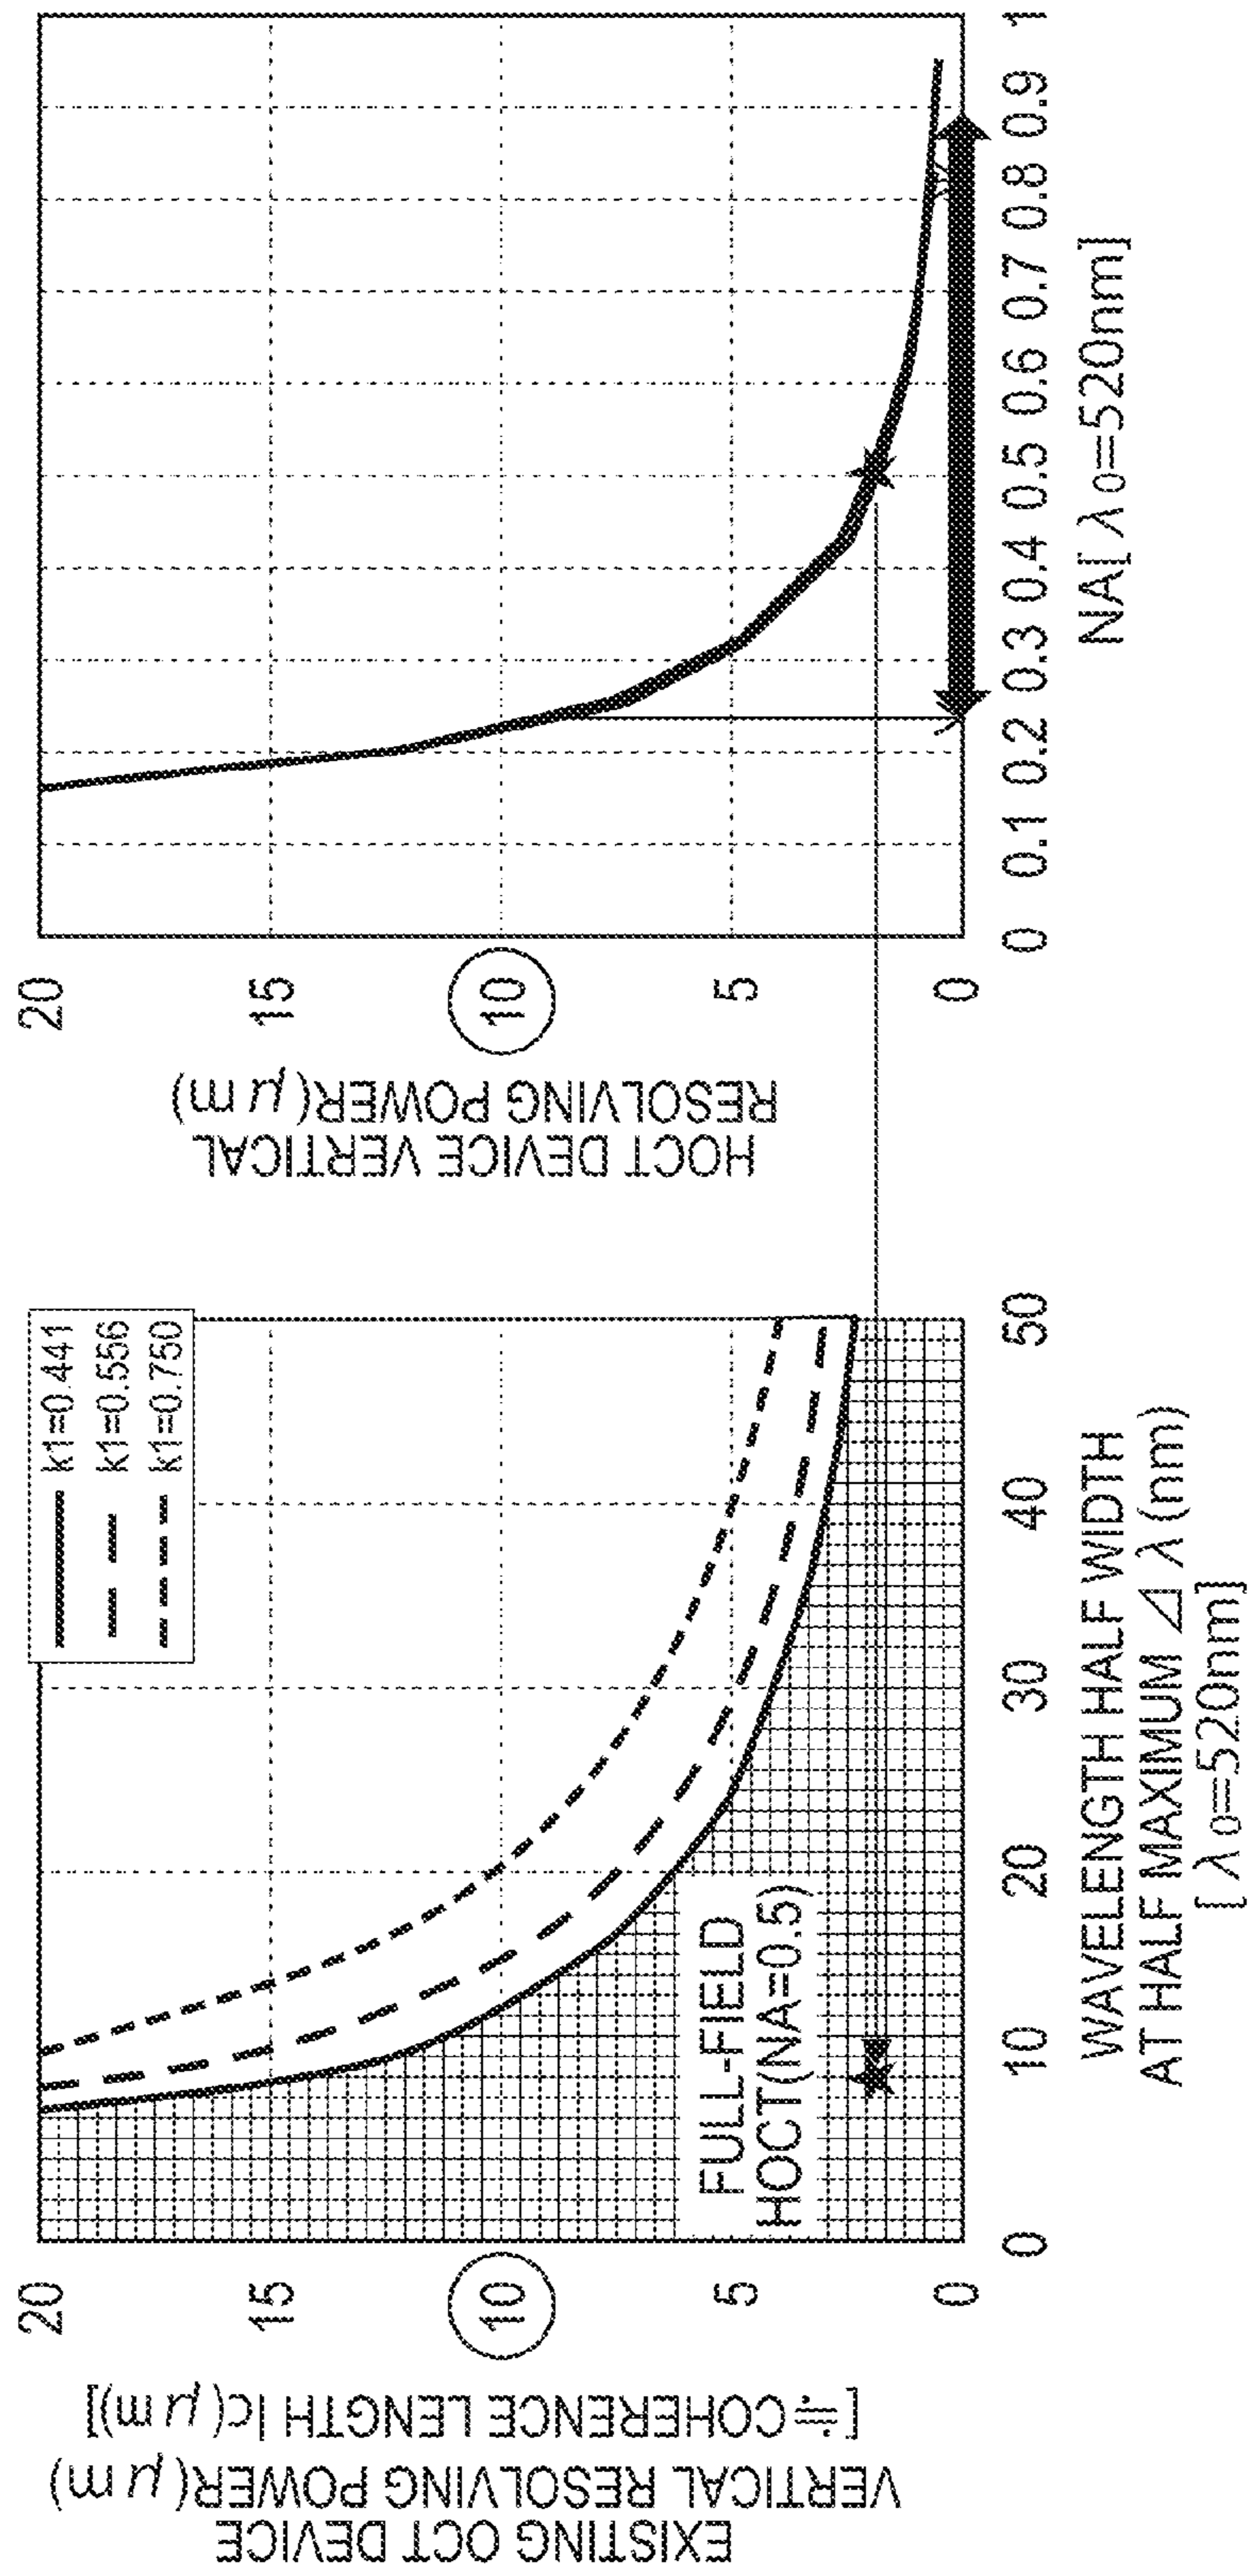 EXISTING OCT DEVICE
VERTICAL RESOLVING POWER(μm)
[≒COHERENCE LENGTH lc(μm)]
20
15
10
5
0
k1=0.441
k1=0.556
k1=0.750
FULL-FIELD
HOCT(NA=0.5)
0 10 20 30 40 50
WAVELENGTH HALF WIDTH
AT HALF MAXIMUM Δλ(nm)
[λ0=520nm]
HOCT DEVICE VERTICAL
RESOLVING POWER(μm)
20
15
10
5
0
0 0.1 0.2 0.3 0.4 0.5 0.6 0.7 0.8 0.9 1
NA[λ0=520nm]